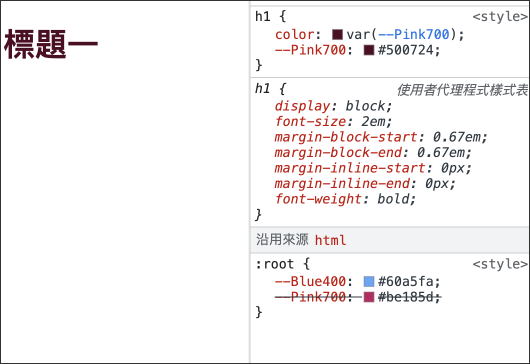 標題一
h1 {
<style>
color: var(--Pink700);
--Pink700: #500724;
}
h1 {
使用者代理程式樣式表
display: block;
font-size: 2em;
margin-block-start: 0.67em;
margin-block-end: 0.67em;
margin-inline-start: 0px;
margin-inline-end: 0px;
font-weight: bold;
}
沿用來源 html
:root {
<style>
--Blue400: #60a5fa;
--Pink700: #be185d;
}